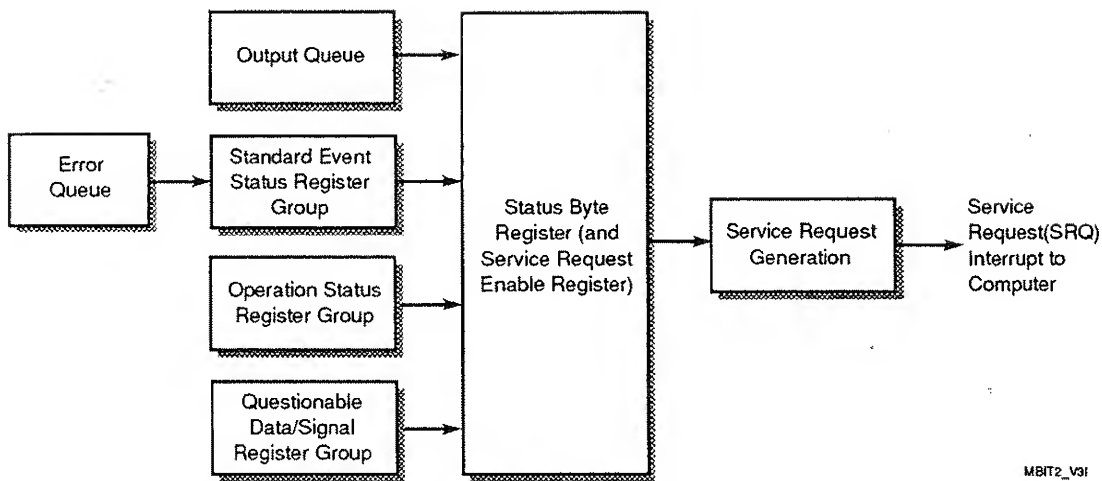 Output Queue
Error
Queue
Standard Event
Status Register
Group
Operation Status
Register Group
Questionable
Data/Signal
Register Group
Status Byte
Register (and
Service Request
Enable Register)
Service Request
Generation
Service
Request(SRQ)
Interrupt to
Computer
MBIT2_V3I